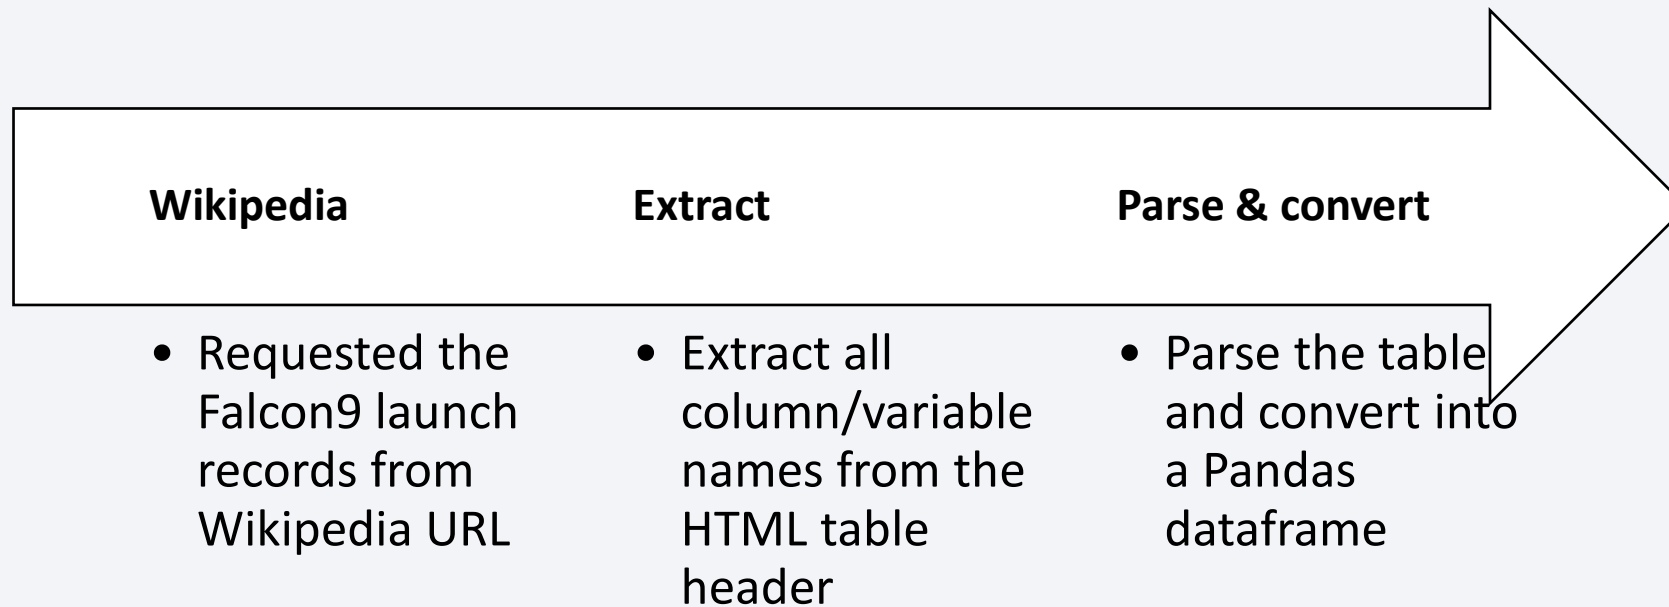 Wikipedia
Extract
Parse & convert
• Requested the
Falcon9 launch
records from
Wikipedia URL
• Extract all
column/variable
names from the
HTML table
header
• Parse the table
and convert into
a Pandas
dataframe